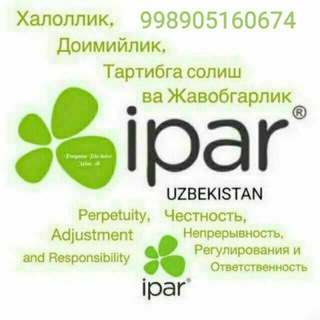 Халоллик,
998905160674
Доимийлик,
Тартибга солиш
ва Жавобгарлик
ipar®
UZBEKISTAN
Perpetuity,
Adjustment
and Responsibility
Честность,
Непрерывность,
Регулирования и
Ответственность
ipar®